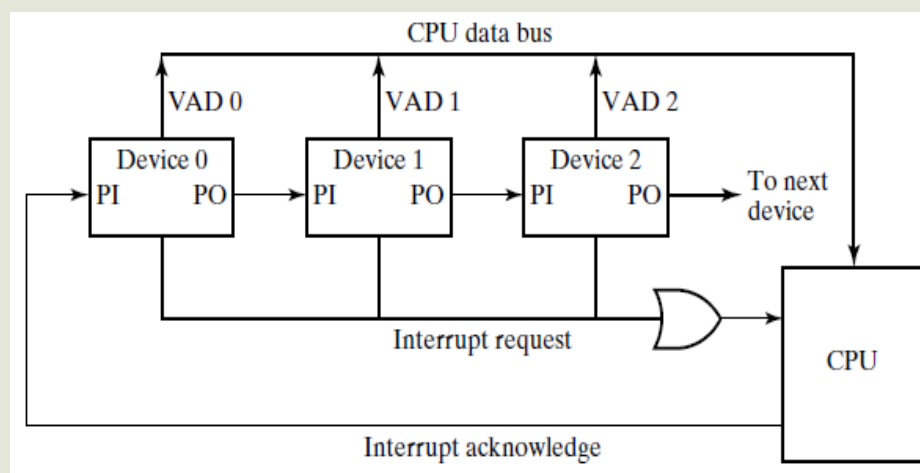 CPU data bus
VAD 0
VAD 1
VAD 2
Device 0
PI PO
Device 1
PI PO
Device 2
PI PO
To next
device
Interrupt request
CPU
Interrupt acknowledge